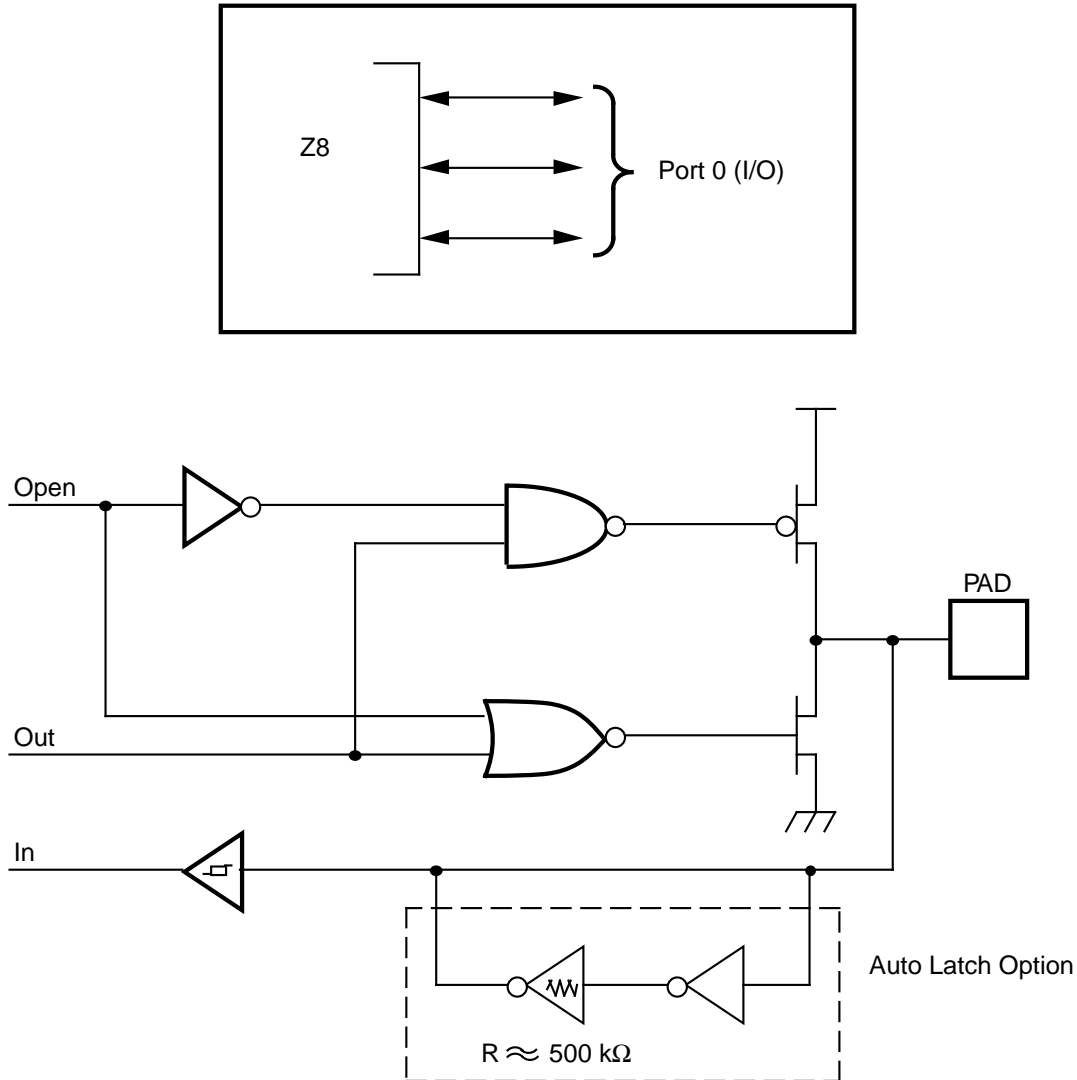 Z8
Port 0 (I/O)
Open
PAD
Out
In
Auto Latch Option
R ≈ 500 kΩ